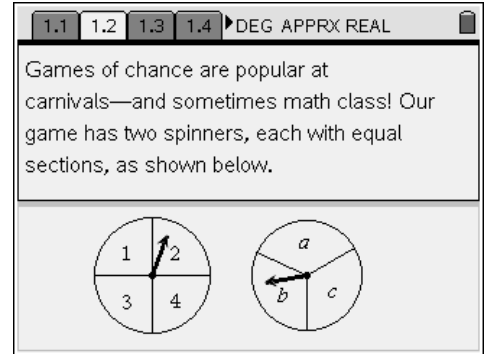 1.1 1.2 1.3 1.4 DEG APPRX REAL
Games of chance are popular at
carnivals—and sometimes math class! Our
game has two spinners, each with equal
sections, as shown below.
1 2 a
3 4 b c